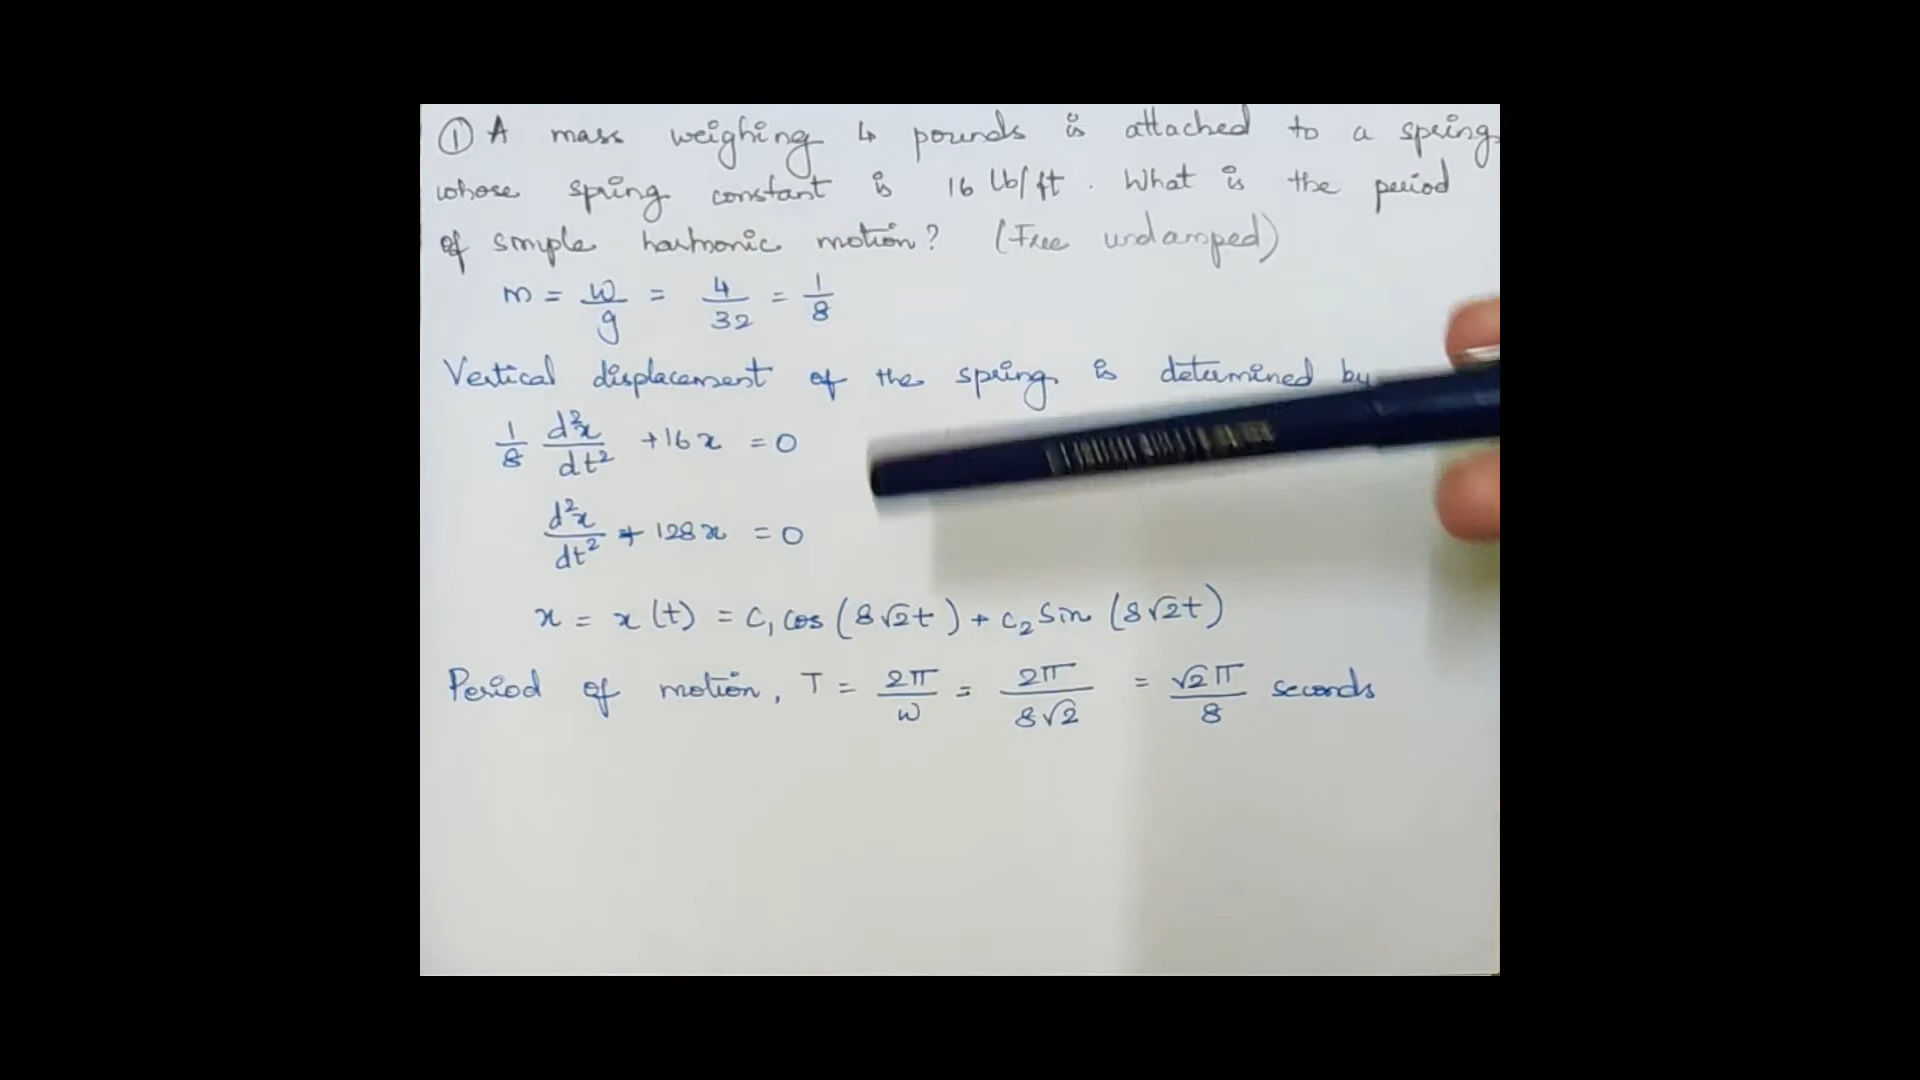 ① A mass weighing 4 pounds is attached to a spring
whose spring constant is 16 lb/ft. What is the period
of simple harmonic motion? (Free undamped)
m = w/g = 4/32 = 1/8
Vertical displacement of the spring is determined by
1/8 d²x/dt² + 16x = 0
d²x/dt² + 128x = 0
x = x(t) = C₁ cos(8√2t) + C₂ Sin(8√2t)
Period of motion, T = 2π/ω = 2π/8√2 = √2π/8 seconds